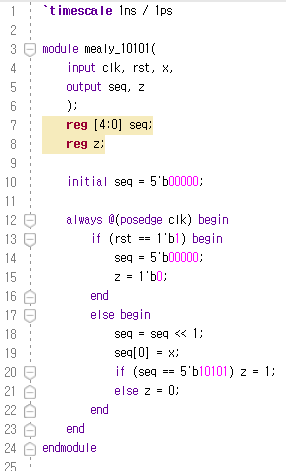 1 `timescale 1ns / 1ps
2
3 module mealy_10101(
4 input clk, rst, x,
5 output seq, z
6 );
7 reg [4:0] seq;
8 reg z;
9
10 initial seq = 5'b00000;
11
12 always @(posedge clk) begin
13 if (rst == 1'b1) begin
14 seq = 5'b00000;
15 z = 1'b0;
16 end
17 else begin
18 seq = seq << 1;
19 seq[0] = x;
20 if (seq == 5'b10101) z = 1;
21 else z = 0;
22 end
23 end
24 endmodule
25